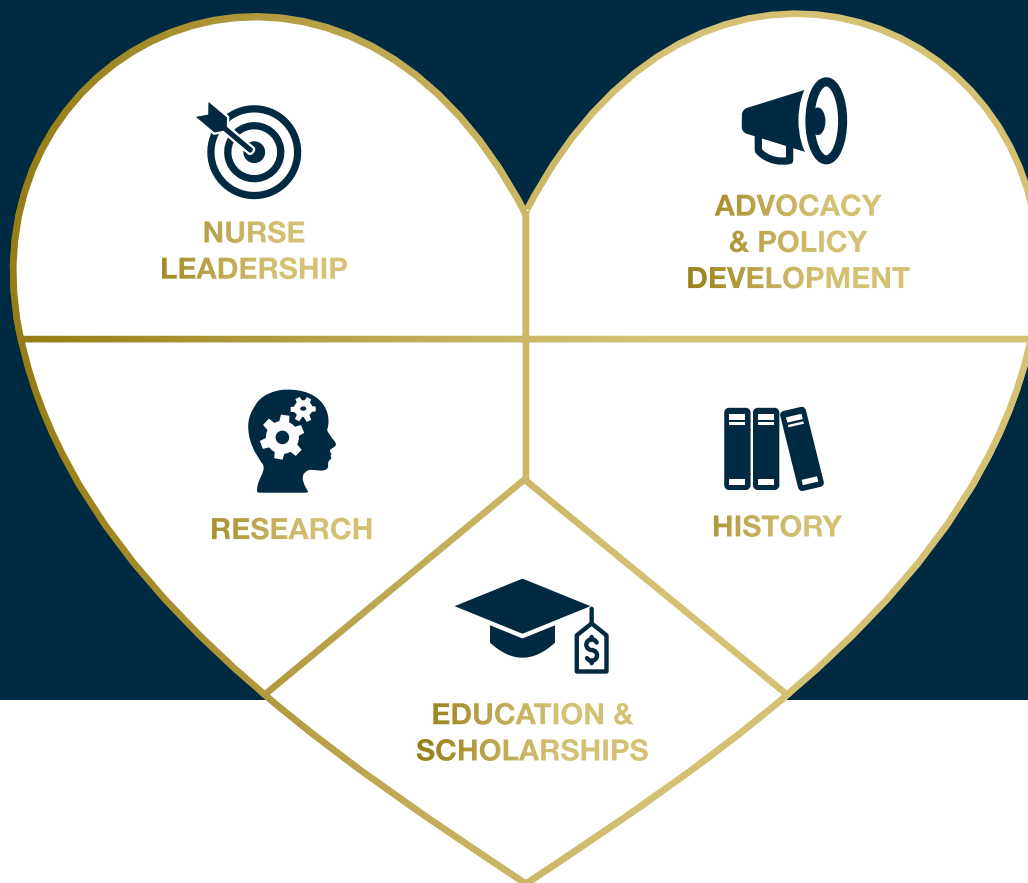 NURSE
LEADERSHIP
ADVOCACY
& POLICY
DEVELOPMENT
RESEARCH
HISTORY
$
EDUCATION &
SCHOLARSHIPS